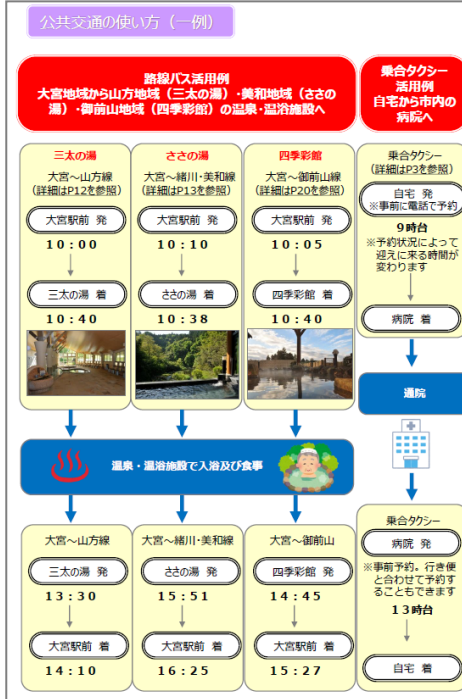 公共交通の使い方（一例）
路線バス活用例
大宮地域から山方地域（三太の湯）・美和地域（ささの
湯）・御前山地域（四季彩館）の温泉・温浴施設へ
乗合タクシー
活用例
自宅から市内の
病院へ
三太の湯
大宮～山方線
（詳細はP12を参照）
大宮駅前 発
10:00
三太の湯 着
10:40
ささの湯
大宮～緒川・美和線
（詳細はP13を参照）
大宮駅前 発
10:10
ささの湯 着
10:38
四季彩館
大宮～御前山線
（詳細はP20を参照）
大宮駅前 発
10:05
四季彩館 着
10:40
乗合タクシー
（詳細はP3を参照）
自宅 発
※事前に電話で予約
9時台
※予約状況によって
迎えに来る時間が
変わります
病院 着
通院
温泉・温浴施設で入浴及び食事
大宮～山方線
三太の湯 発
13:30
大宮駅前 着
14:10
大宮～緒川・美和線
ささの湯 発
15:51
大宮駅前 着
16:25
大宮～御前山
四季彩館 発
14:45
大宮駅前 着
15:27
乗合タクシー
病院 発
※事前予約。行き便
と合わせて予約す
ることもできます
13時台
自宅 着